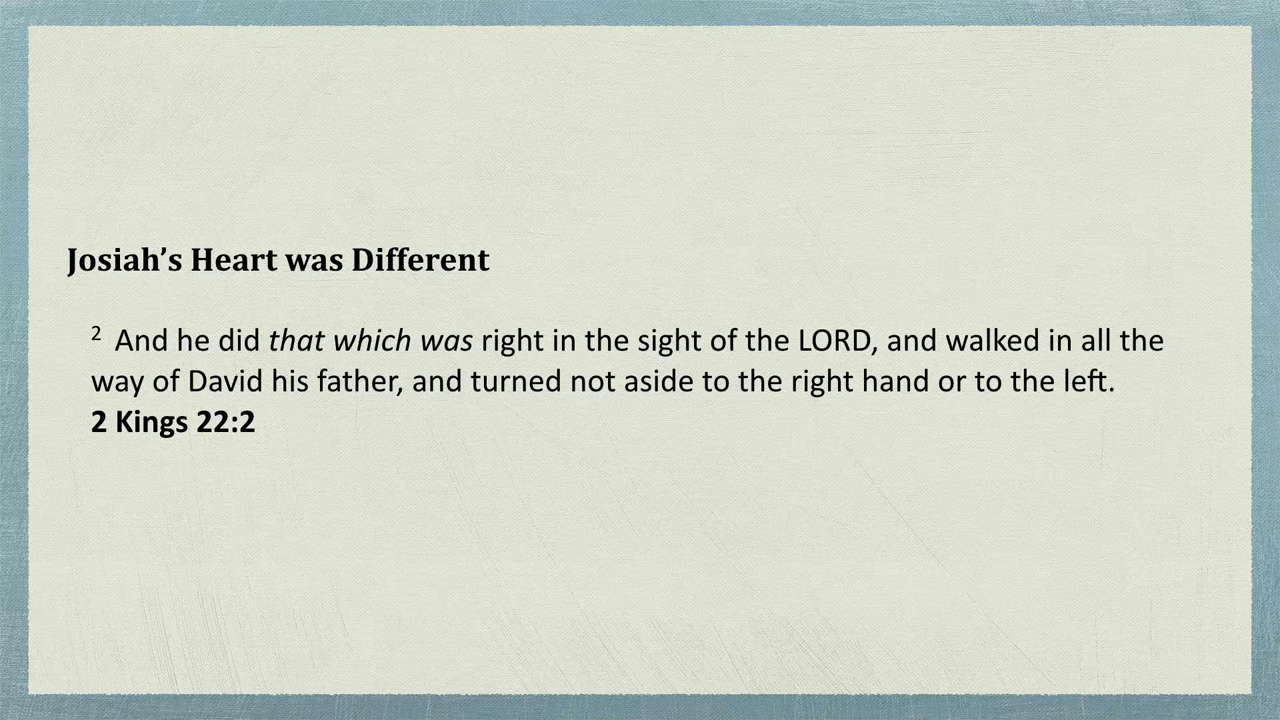 Josiah’s Heart was Different
2 And he did that which was right in the sight of the LORD, and walked in all the
way of David his father, and turned not aside to the right hand or to the left.
2 Kings 22:2